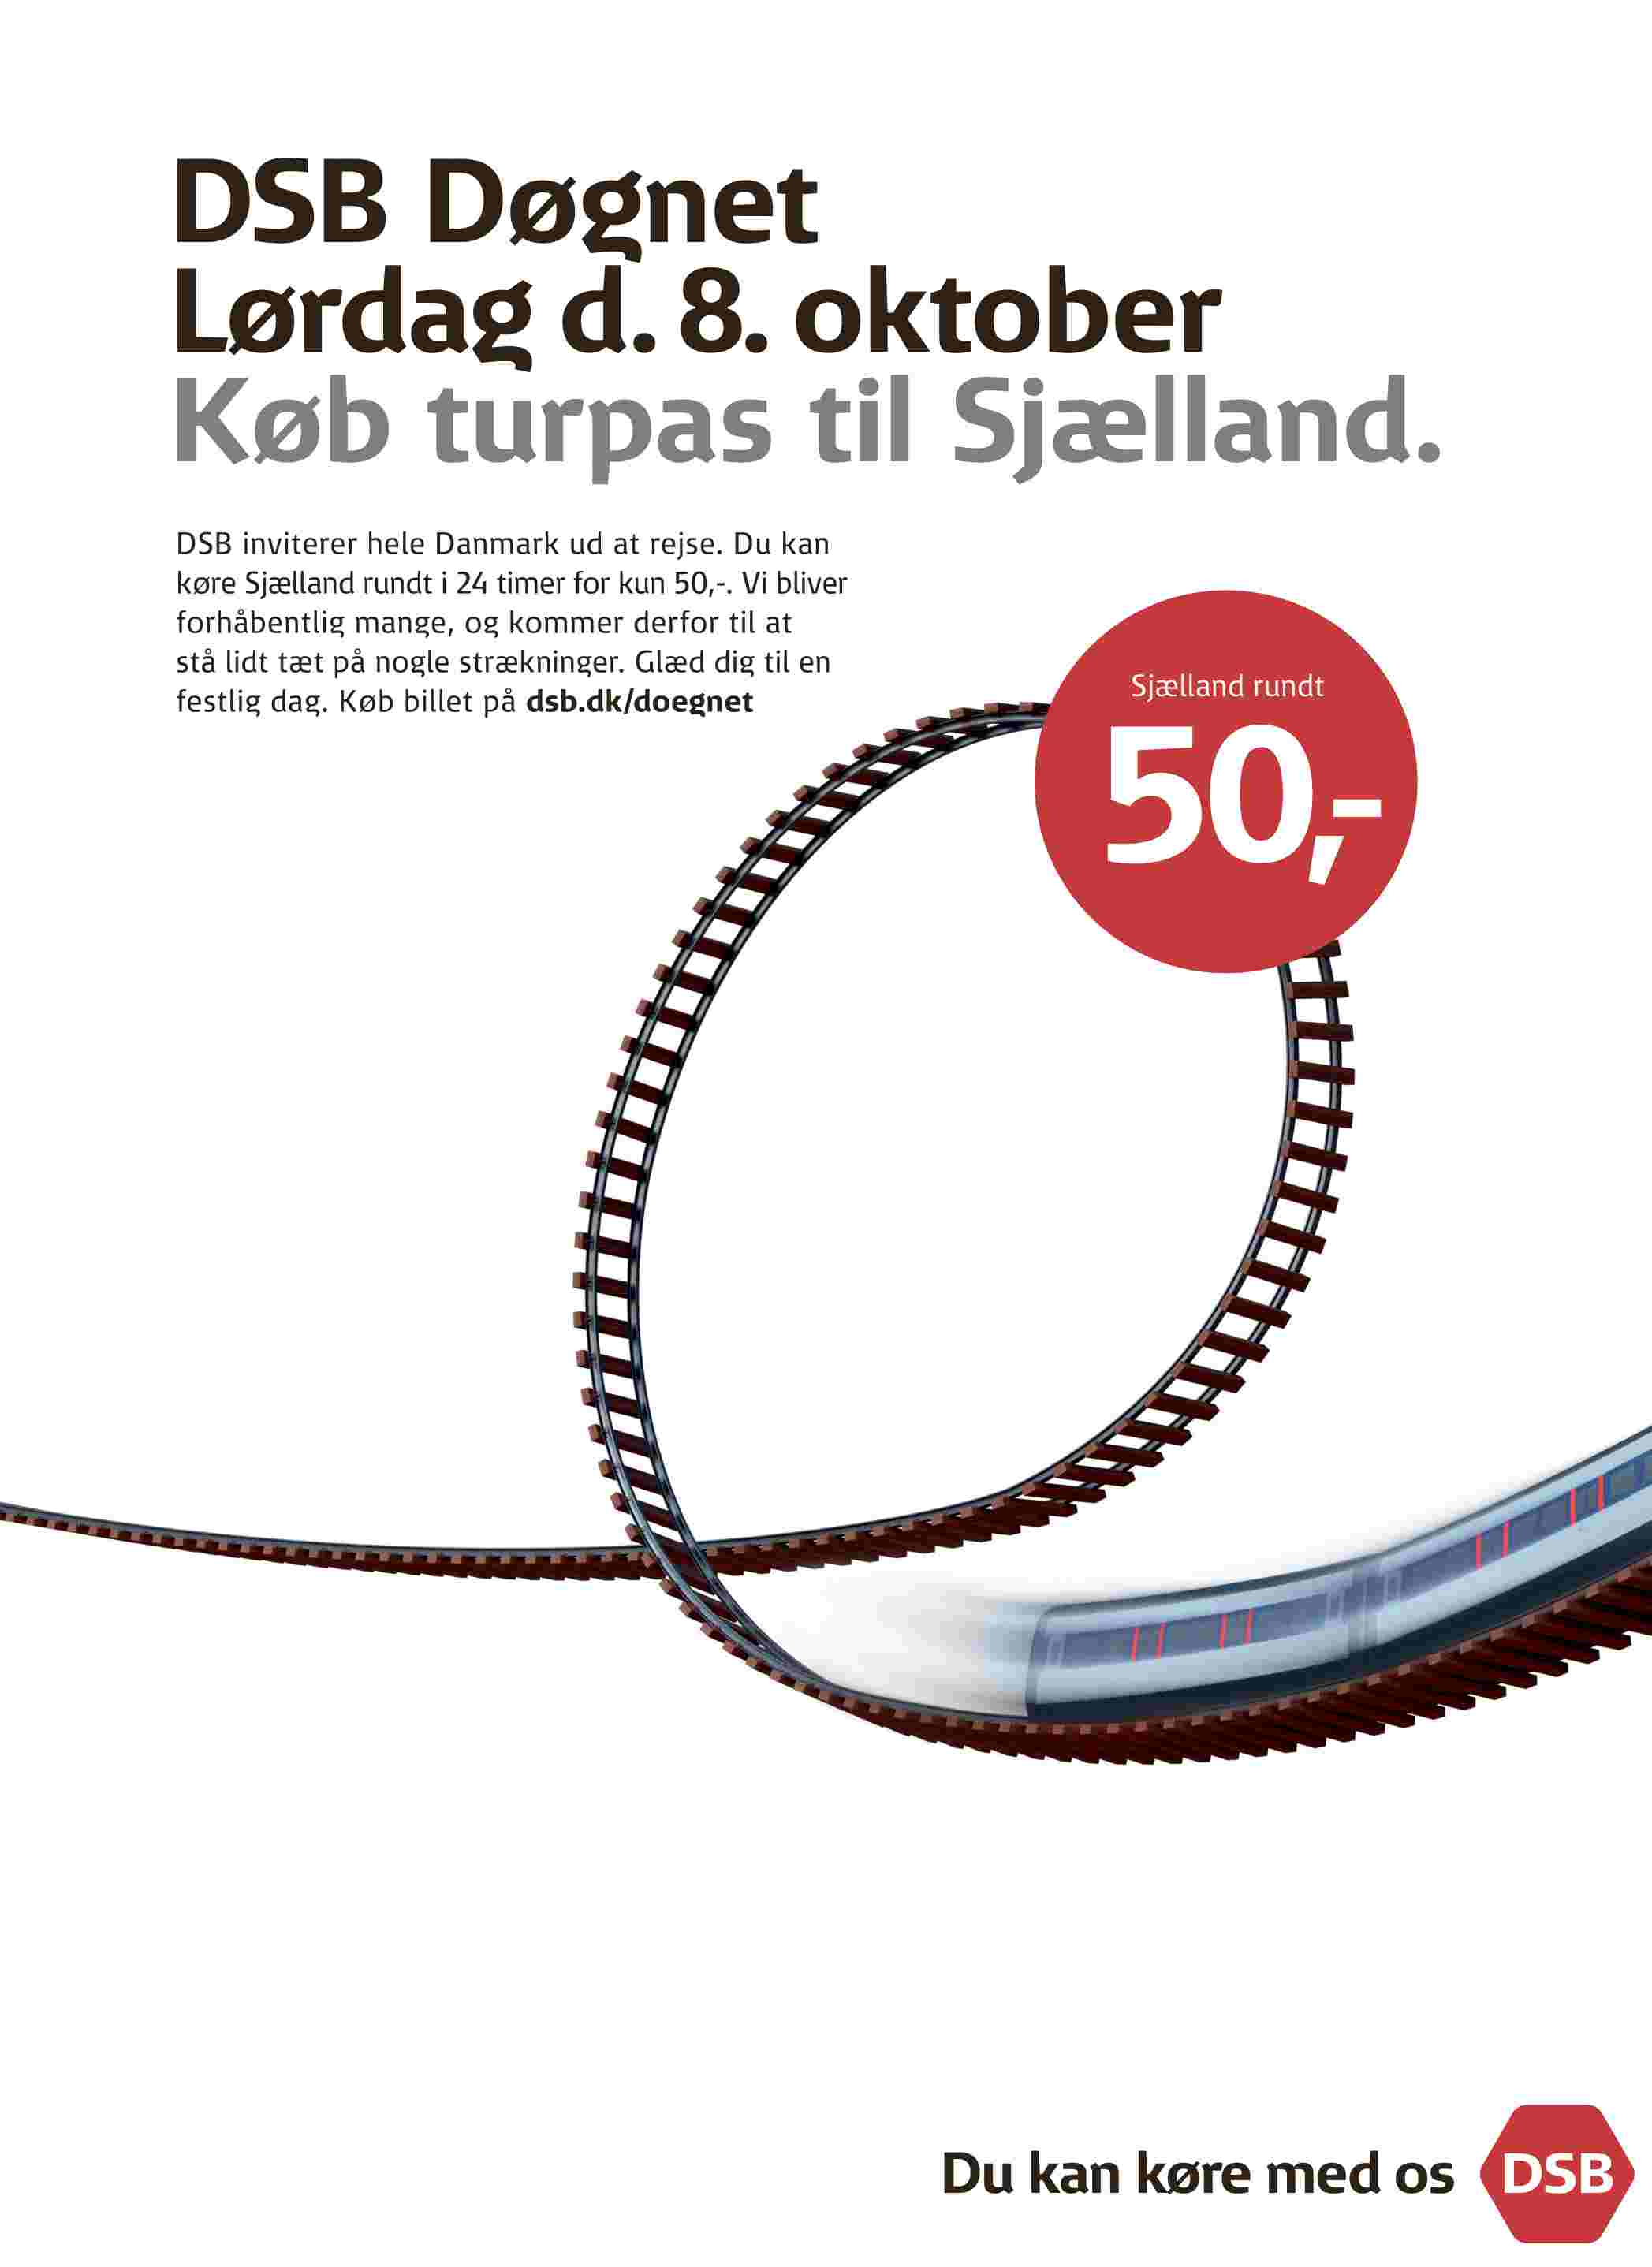 DSB Døgnet
Lørdag d. 8. oktober
Køb turpas til Sjælland.
DSB inviterer hele Danmark ud at rejse. Du kan
køre Sjælland rundt i 24 timer for kun 50,-. Vi bliver
forhåbentlig mange, og kommer derfor til at
stå lidt tæt på nogle strækninger. Glæd dig til en
festlig dag. Køb billet på dsb.dk/doegnet
Sjælland rundt
50,-
Du kan køre med os
DSB